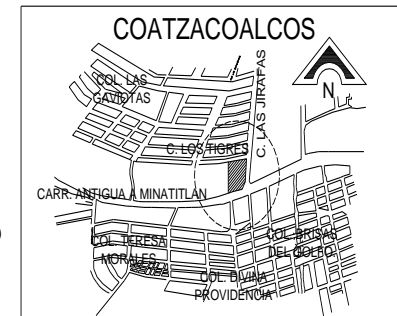 COATZACOALCOS
COL. LAS
GAVIOTAS
C. LAS JIRAFAS
N
C. LOS TIGRES
CARR. ANTIGUA A MINATITLAN
COL. TERESA
MORALES
COL. BRISAS
DEL GOLFO.
COL. DIVINA
PROVIDENCIA